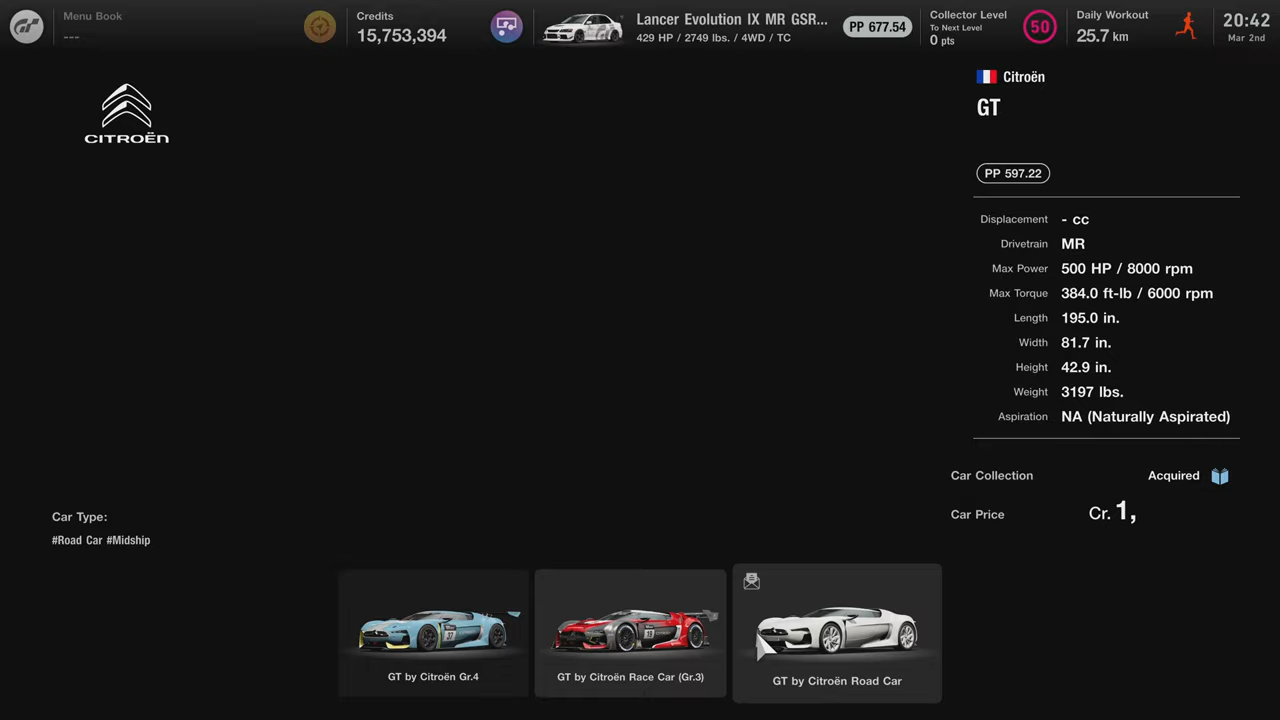 Menu Book
---
Credits
15,753,394
Lancer Evolution IX MR GSR...
429 HP / 2749 lbs. / 4WD / TC
PP 677.54
Collector Level
To Next Level
0 pts
50
Daily Workout
25.7 km
20:42
Mar 2nd
CITROËN
Citroën
GT
PP 597.22
Displacement - cc
Drivetrain MR
Max Power 500 HP / 8000 rpm
Max Torque 384.0 ft-lb / 6000 rpm
Length 195.0 in.
Width 81.7 in.
Height 42.9 in.
Weight 3197 lbs.
Aspiration NA (Naturally Aspirated)
Car Collection Acquired
Car Price Cr. 1,
Car Type:
#Road Car #Midship
GT by Citroën Gr.4
GT by Citroën Race Car (Gr.3)
GT by Citroën Road Car